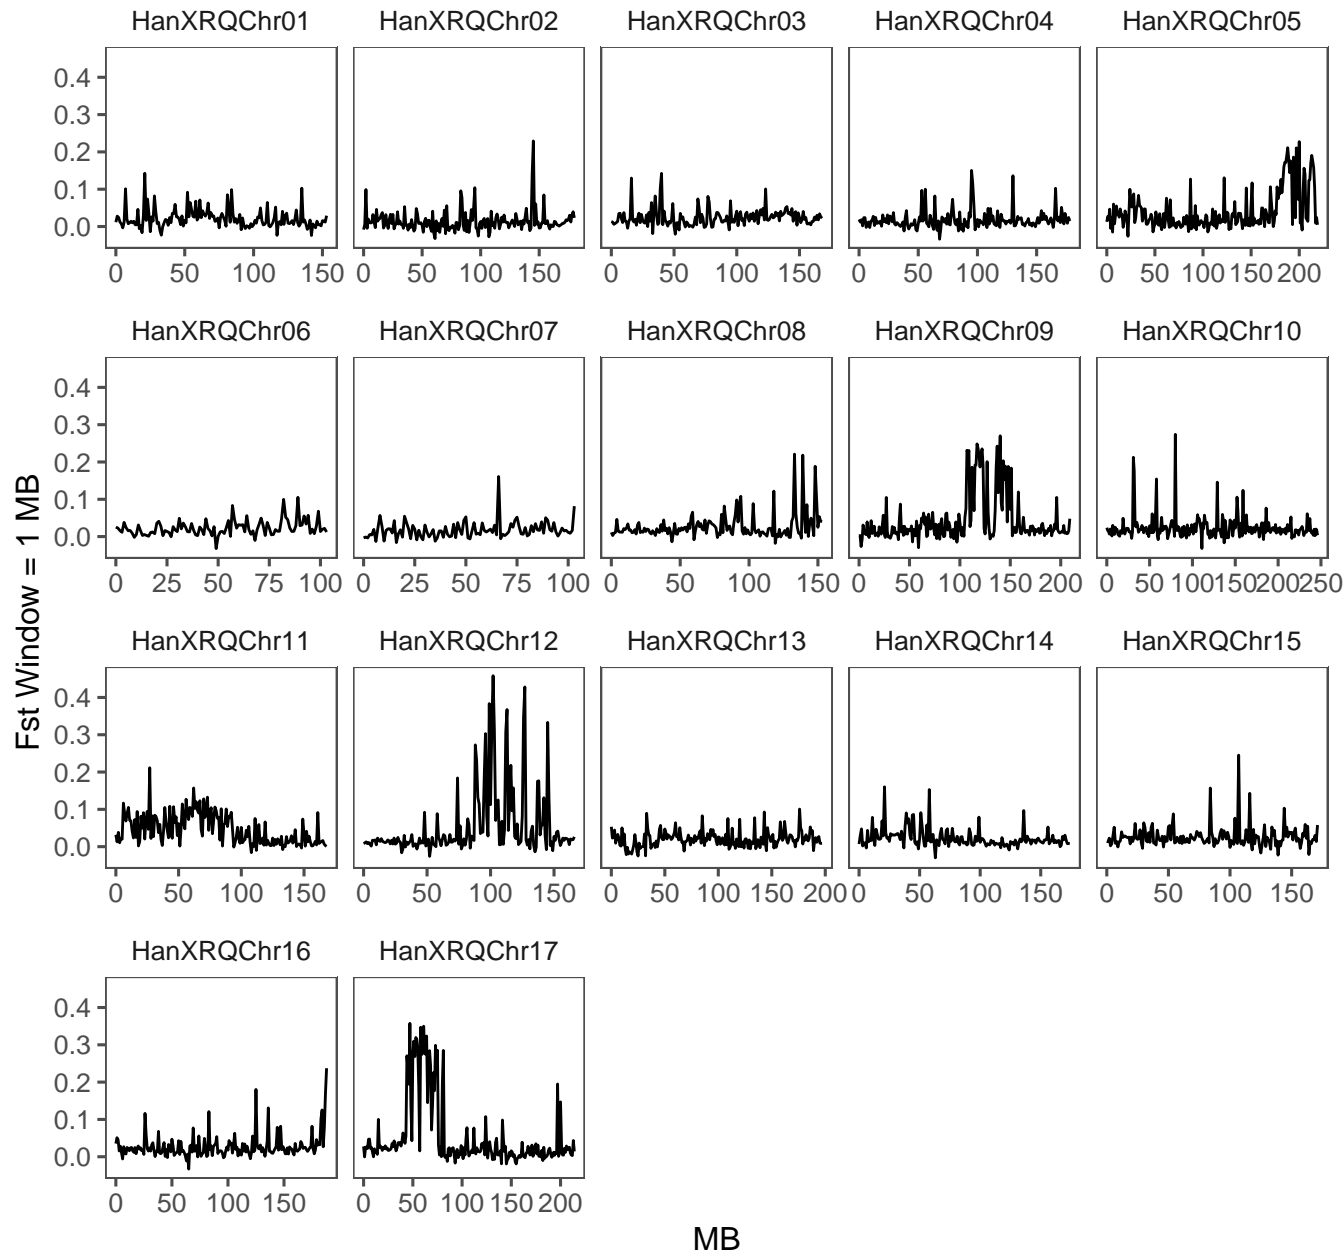 HanXRQChr01 HanXRQChr02 HanXRQChr03 HanXRQChr04 HanXRQChr05
0.4
0.3
0.2
0.1
0.0
0 50 100 150 0 50 100 150 0 50 100 150 0 50 100 150 0 50 100 150 200
HanXRQChr06 HanXRQChr07 HanXRQChr08 HanXRQChr09 HanXRQChr10
0.4
0.3
0.2
0.1
0.0
0 25 50 75 100 0 25 50 75 100 0 50 100 150 0 50 100 150 200 0 50 100 150 200 250
Fst Window = 1 MB
HanXRQChr11 HanXRQChr12 HanXRQChr13 HanXRQChr14 HanXRQChr15
0.4
0.3
0.2
0.1
0.0
0 50 100 150 0 50 100 150 0 50 100 150 200 0 50 100 150 0 50 100 150
HanXRQChr16 HanXRQChr17
0.4
0.3
0.2
0.1
0.0
0 50 100 150 0 50 100 150 200
MB